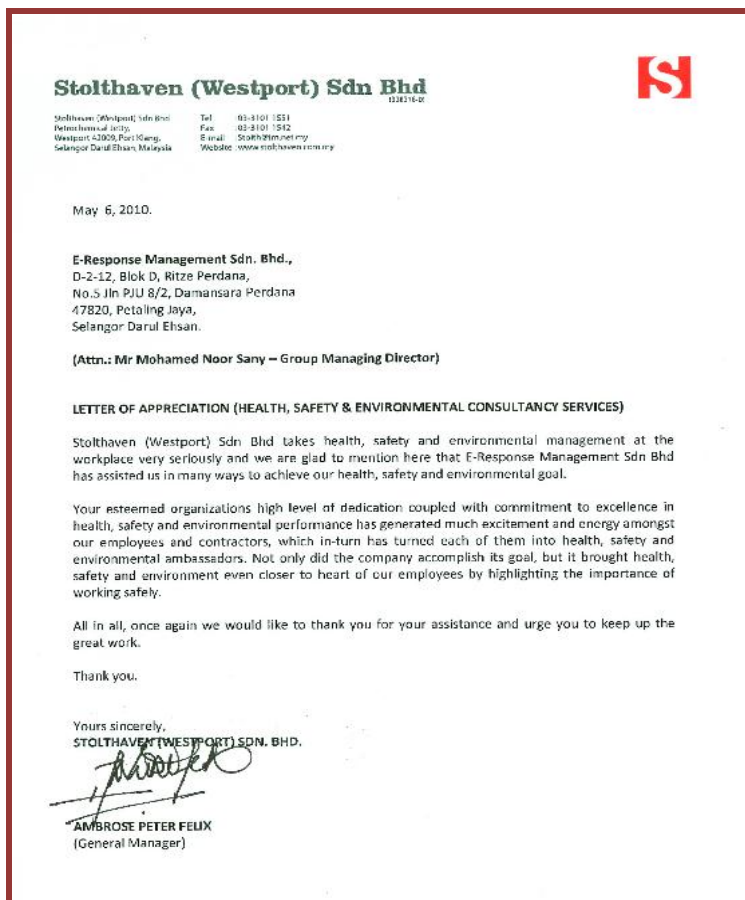 Stolthaven (Westport) Sdn Bhd
Stolthaven (Westport) Sdn Bhd
Petrochemical Jetty,
Westport 42009, Port Klang,
Selangor Darul Ehsan, Malaysia
Tel : 03-3101 1551
Fax : 03-3101 1542
E-mail : 
Website : www.stolthaven.com.my
S
May 6, 2010.
E-Response Management Sdn. Bhd.,
D-2-12, Blok D, Ritze Perdana,
No.5 Jln PJU 8/2, Damansara Perdana
47820, Petaling Jaya,
Selangor Darul Ehsan.
(Attn.: Mr Mohamed Noor Sany – Group Managing Director)
LETTER OF APPRECIATION (HEALTH, SAFETY & ENVIRONMENTAL CONSULTANCY SERVICES)
Stolthaven (Westport) Sdn Bhd takes health, safety and environmental management at the
workplace very seriously and we are glad to mention here that E-Response Management Sdn Bhd
has assisted us in many ways to achieve our health, safety and environmental goal.
Your esteemed organizations high level of dedication coupled with commitment to excellence in
health, safety and environmental performance has generated much excitement and energy amongst
our employees and contractors, which in-turn has turned each of them into health, safety and
environmental ambassadors. Not only did the company accomplish its goal, but it brought health,
safety and environment even closer to heart of our employees by highlighting the importance of
working safely.
All in all, once again we would like to thank you for your assistance and urge you to keep up the
great work.
Thank you.
Yours sincerely,
STOLTHAVEN (WESTPORT) SDN. BHD.
AMBROSE PETER FELIX
(General Manager)